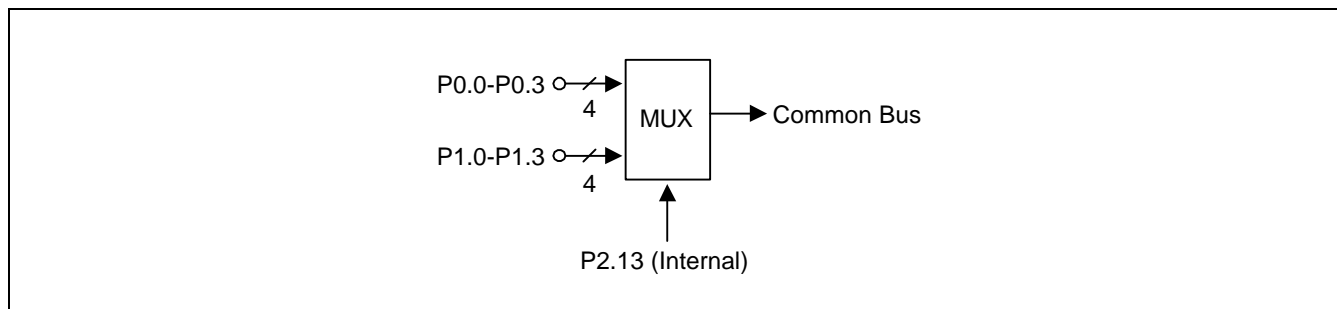 P0.0-P0.3
4
MUX
Common Bus
P1.0-P1.3
4
P2.13 (Internal)